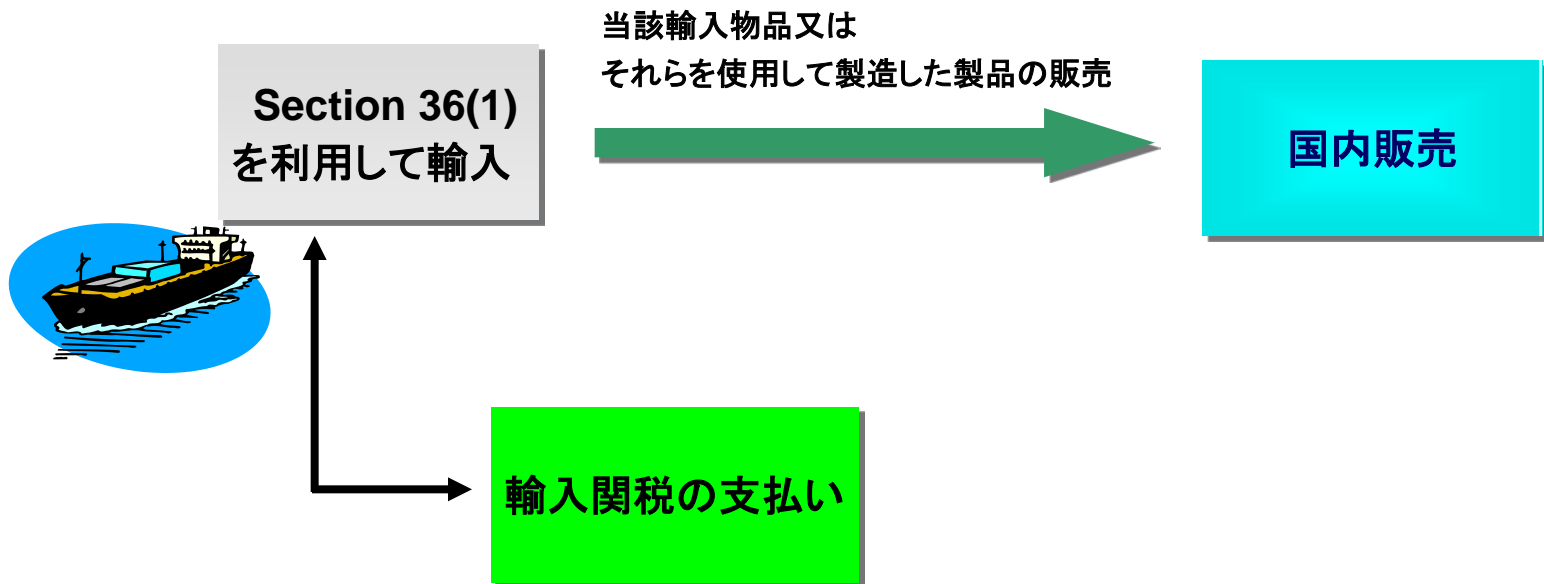 当該輸入物品又は
それらを使用して製造した製品の販売
Section 36(1)
を利用して輸入
国内販売
輸入関税の支払い